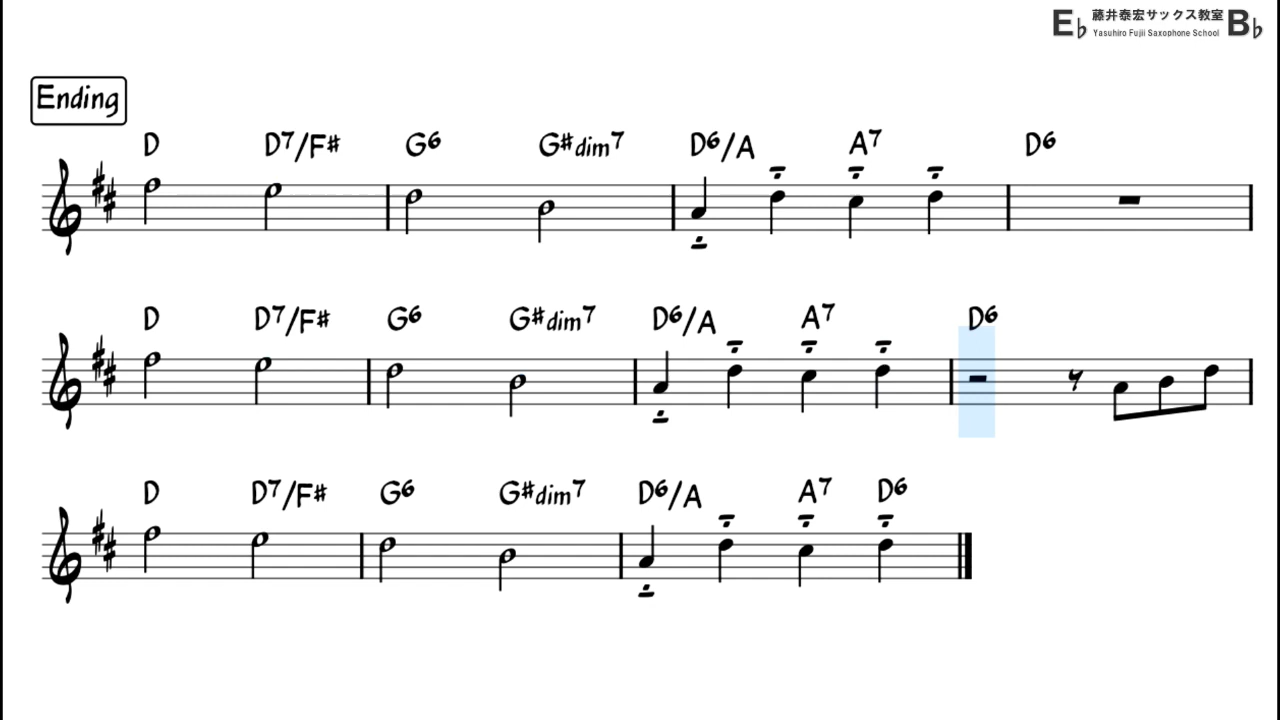 E♭ 藤井泰宏サックス教室 B♭
Yasuhiro Fujii Saxophone School
Ending
D D7/F# G6 G#dim7 D6/A A7 D6
D D7/F# G6 G#dim7 D6/A A7 D6
D D7/F# G6 G#dim7 D6/A A7 D6